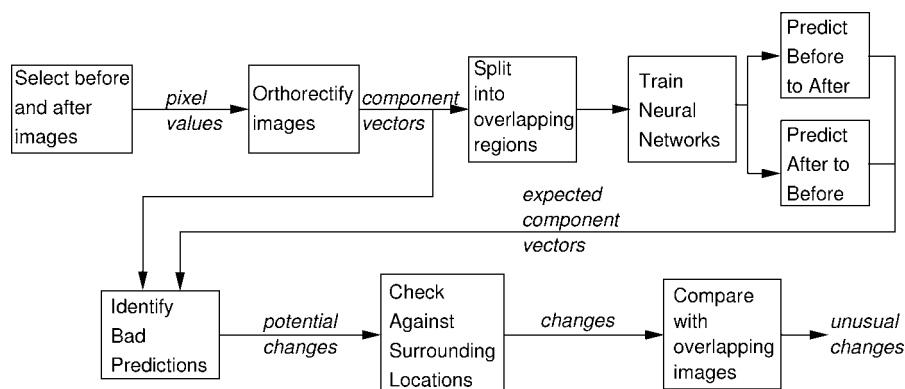 Select before
and after
images
pixel
values
Orthorectify
images
component
vectors
Split
into
overlapping
regions
Train
Neural
Networks
Predict
Before
to After
Predict
After to
Before
expected
component
vectors
Identify
Bad
Predictions
potential
changes
Check
Against
Surrounding
Locations
changes
Compare
with
overlapping
images
unusual
changes